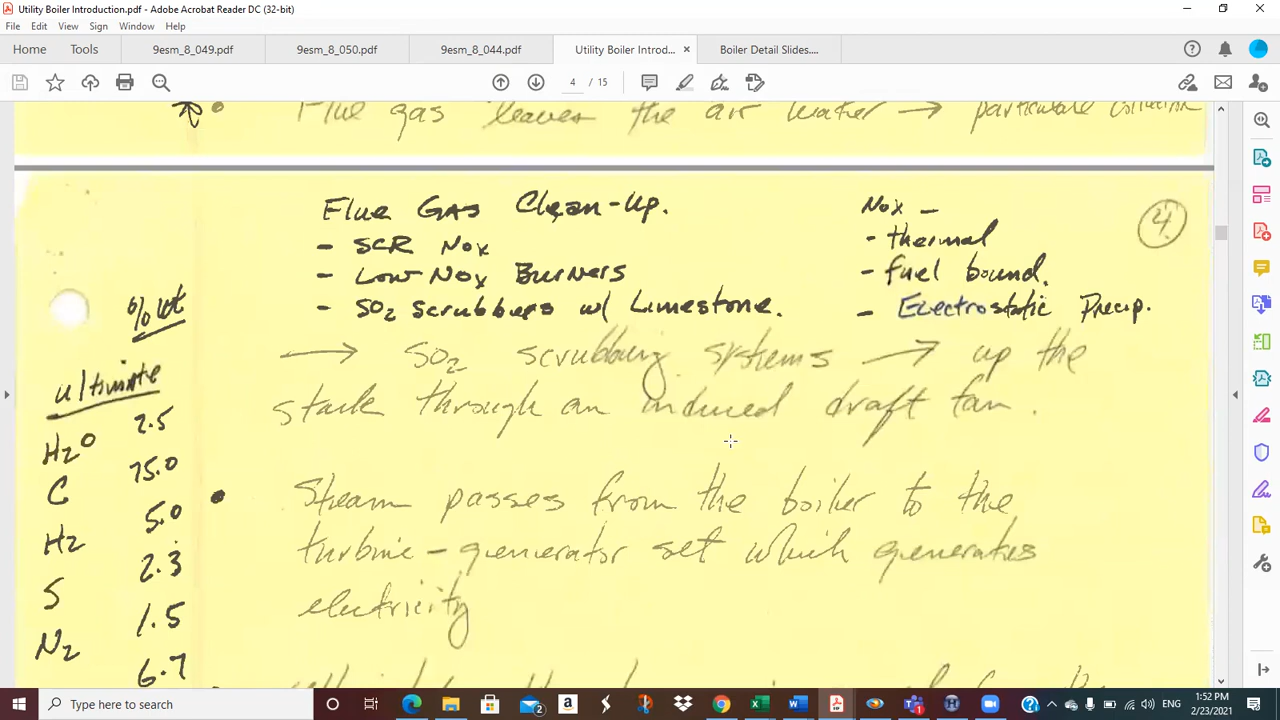 Utility Boiler Introduction.pdf - Adobe Acrobat Reader DC (32-bit)
File Edit View Sign Window Help
Home Tools 9esm_8_049.pdf 9esm_8_050.pdf 9esm_8_044.pdf Utility Boiler Introd... × Boiler Detail Slides....
4 / 15
• Flue gas leaves the air heater → particulate collection
Flue GAS Clean-Up.
- SCR NOx
- Low NOx Burners
- SO2 Scrubbers w/ Limestone.
NOx -
- thermal
- fuel bound.
- Electrostatic Precip.
4
→ SO2 scrubbing systems → up the
stack through an induced draft fan.
• Steam passes from the boiler to the
turbine-generator set which generates
electricity
% wt
ultimate
H2O 2.5
C 75.0
H2 5.0
S 2.3
N2 1.5
6.7
Type here to search
1:52 PM
2/23/2021